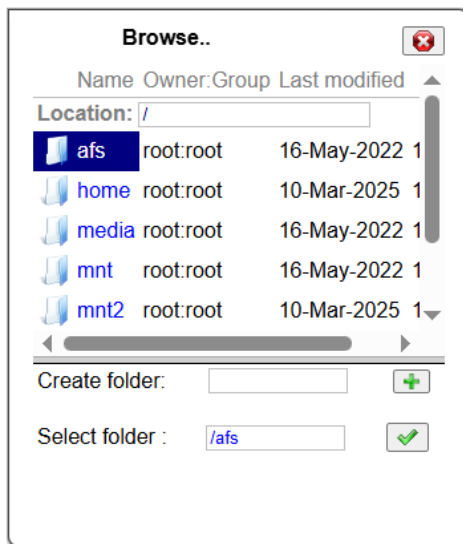 Browse..
Name Owner:Group Last modified
Location: /
afs root:root 16-May-2022 1
home root:root 10-Mar-2025 1
media root:root 16-May-2022 1
mnt root:root 16-May-2022 1
mnt2 root:root 10-Mar-2025 1
Create folder:
Select folder : /afs